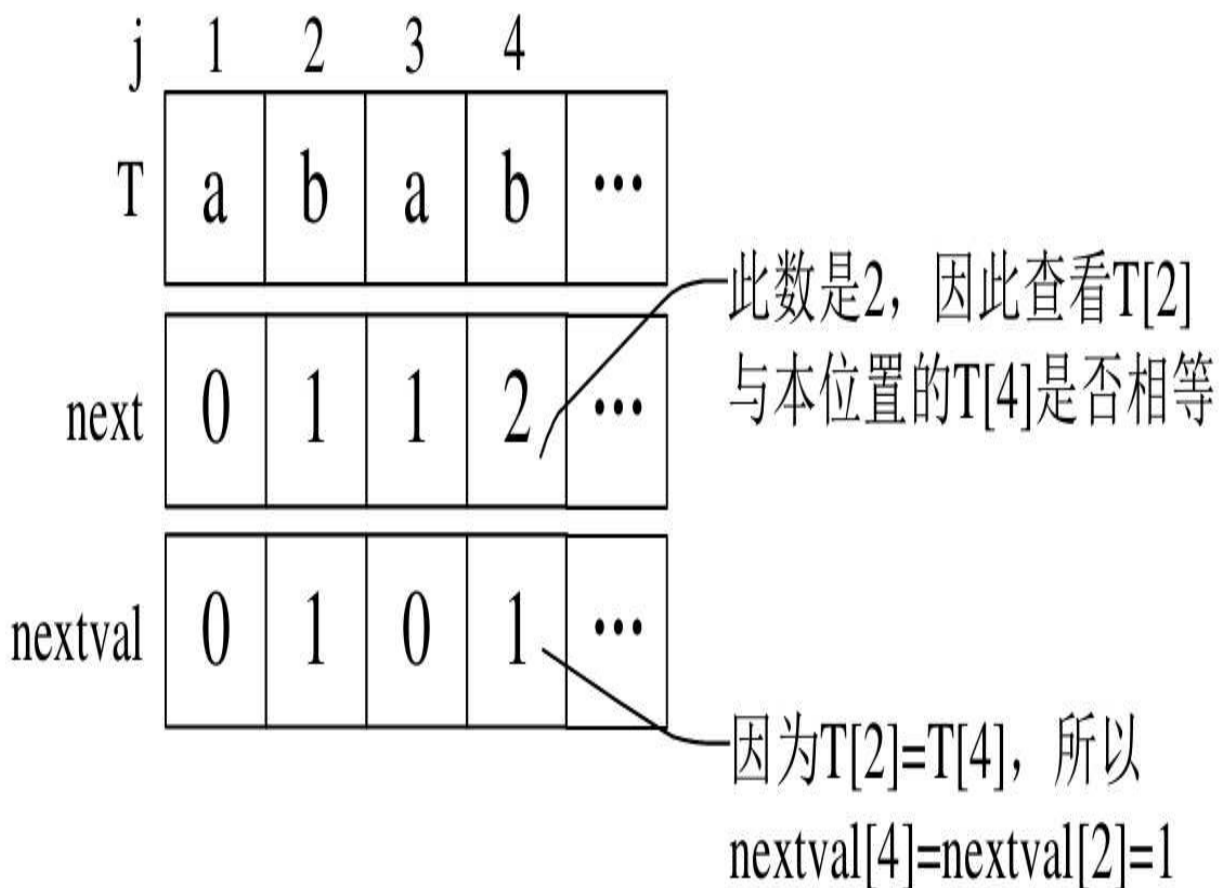 j 1 2 3 4
T a b a b ···
此数是2，因此查看T[2]
与本位置的T[4]是否相等
next 0 1 1 2 ···
nextval 0 1 0 1 ···
因为T[2]=T[4]，所以
nextval[4]=nextval[2]=1